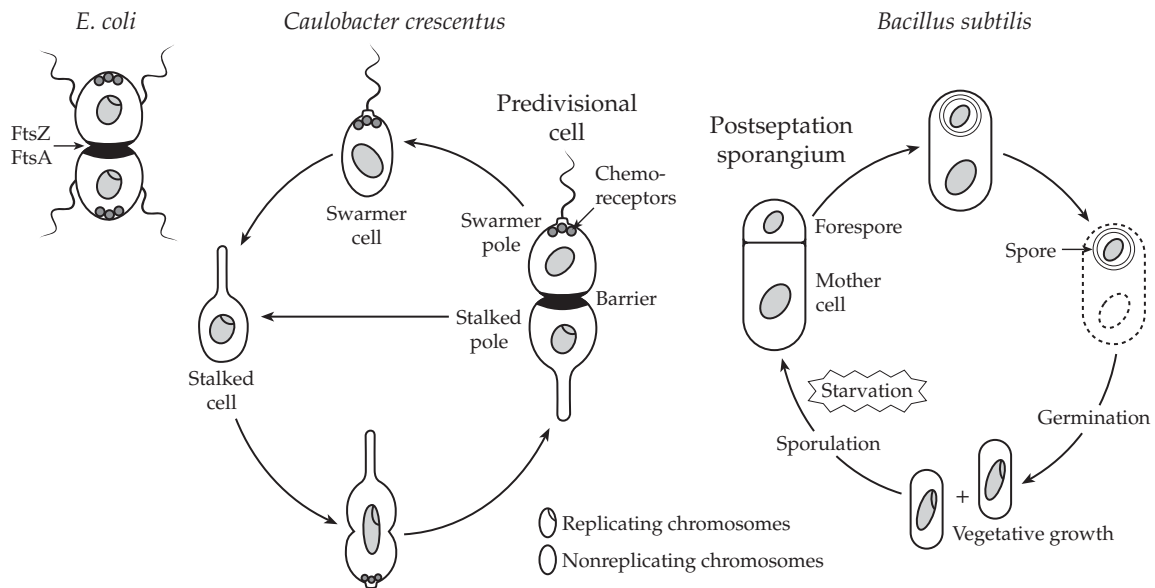 E. coli
Caulobacter crescentus
Bacillus subtilis
FtsZ
FtsA
Predivisional
cell
Chemo-
receptors
Swarmer
cell
Swarmer
pole
Barrier
Stalked
pole
Stalked
cell
Replicating chromosomes
Nonreplicating chromosomes
Postseptation
sporangium
Forespore
Mother
cell
Spore
Starvation
Sporulation
Germination
+
Vegetative growth